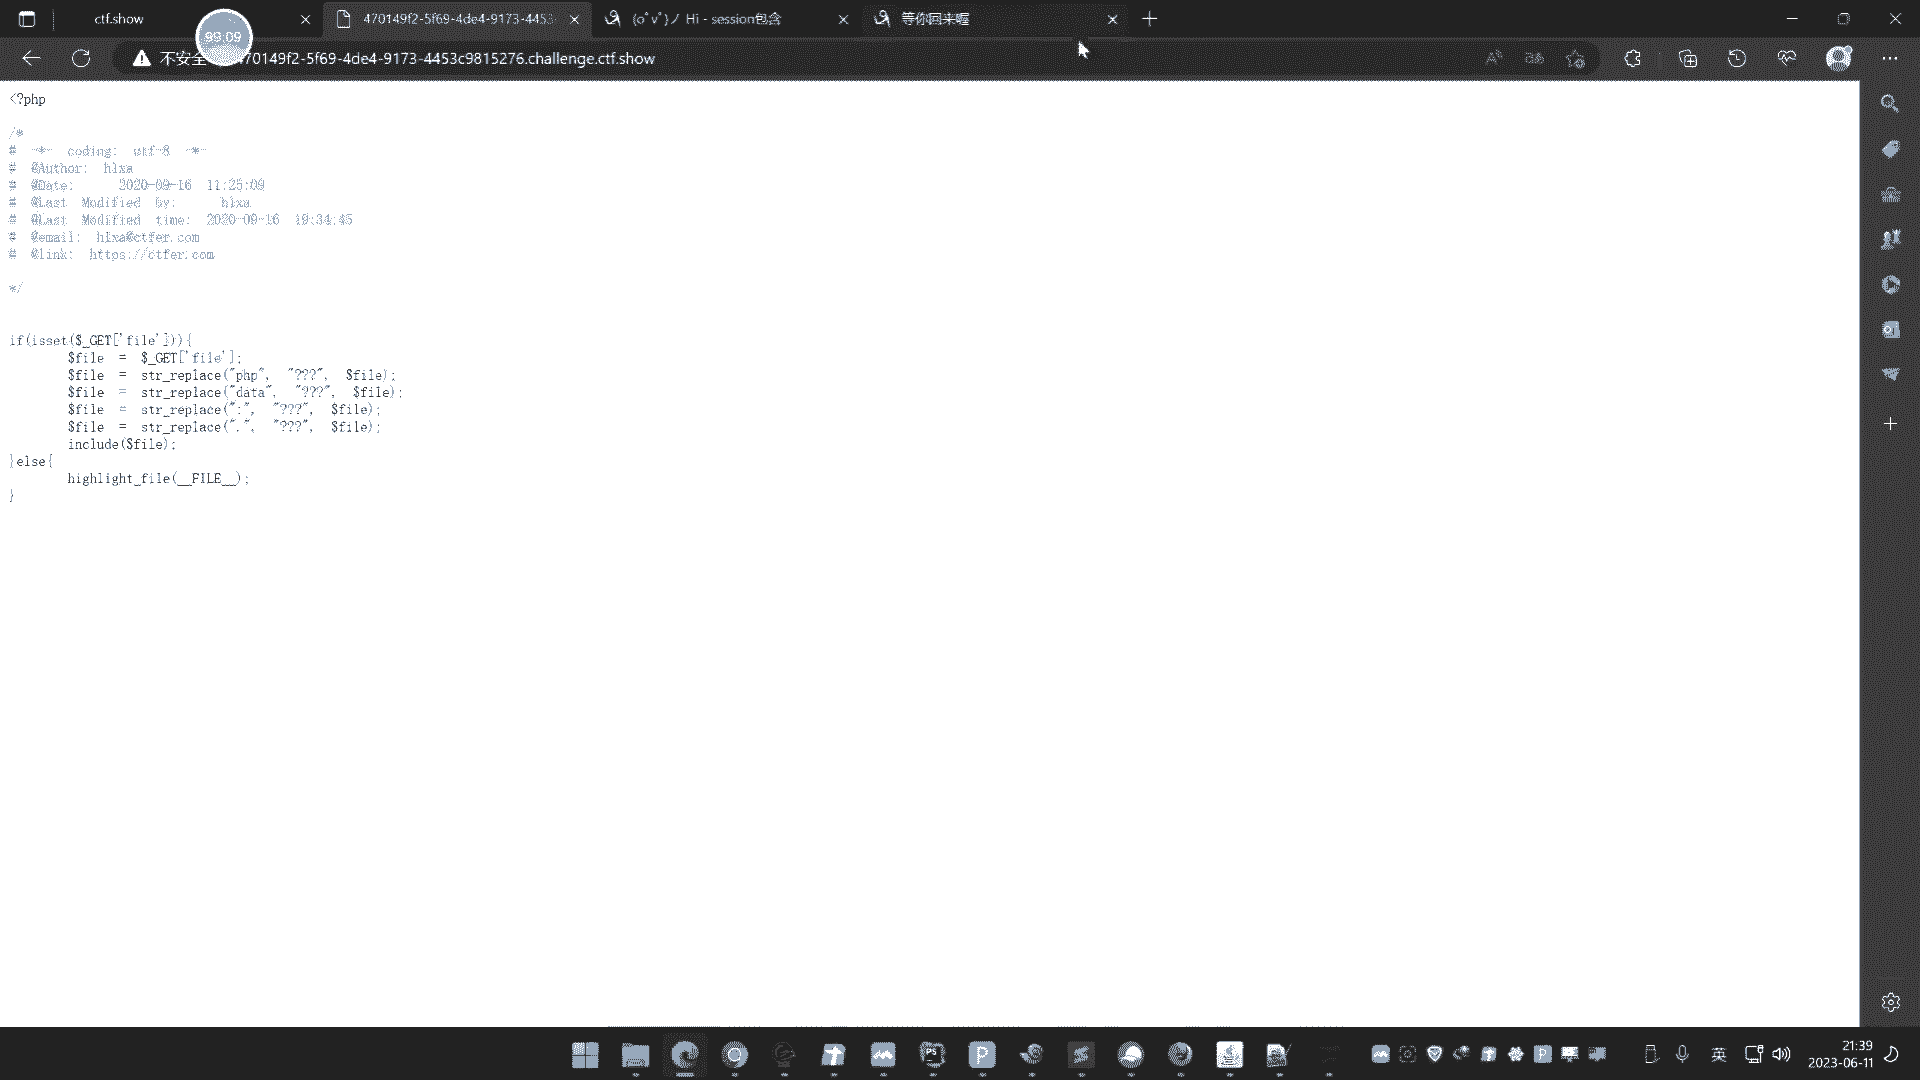 ctf.show
470149f2-5f69-4de4-9173-4453
(o゚v゚)ノ Hi - session包含
等你回来喔
99:09
不安全
70149f2-5f69-4de4-9173-4453c9815276.challenge.ctf.show
<?php
/*
# -*- coding: utf-8 -*-
# @Author: h1xa
# @Date: 2020-09-16 11:25:09
# @Last Modified by: h1xa
# @Last Modified time: 2020-09-16 19:34:45
# @email: h1xa@ctfer.com
# @link: https://ctfer.com
*/
if(isset($_GET['file'])){
$file = $_GET['file'];
$file = str_replace("php", "???", $file);
$file = str_replace("data", "???", $file);
$file = str_replace(":", "???", $file);
$file = str_replace(".", "???", $file);
include($file);
}else{
highlight_file(__FILE__);
}
英
21:39
2023-06-11